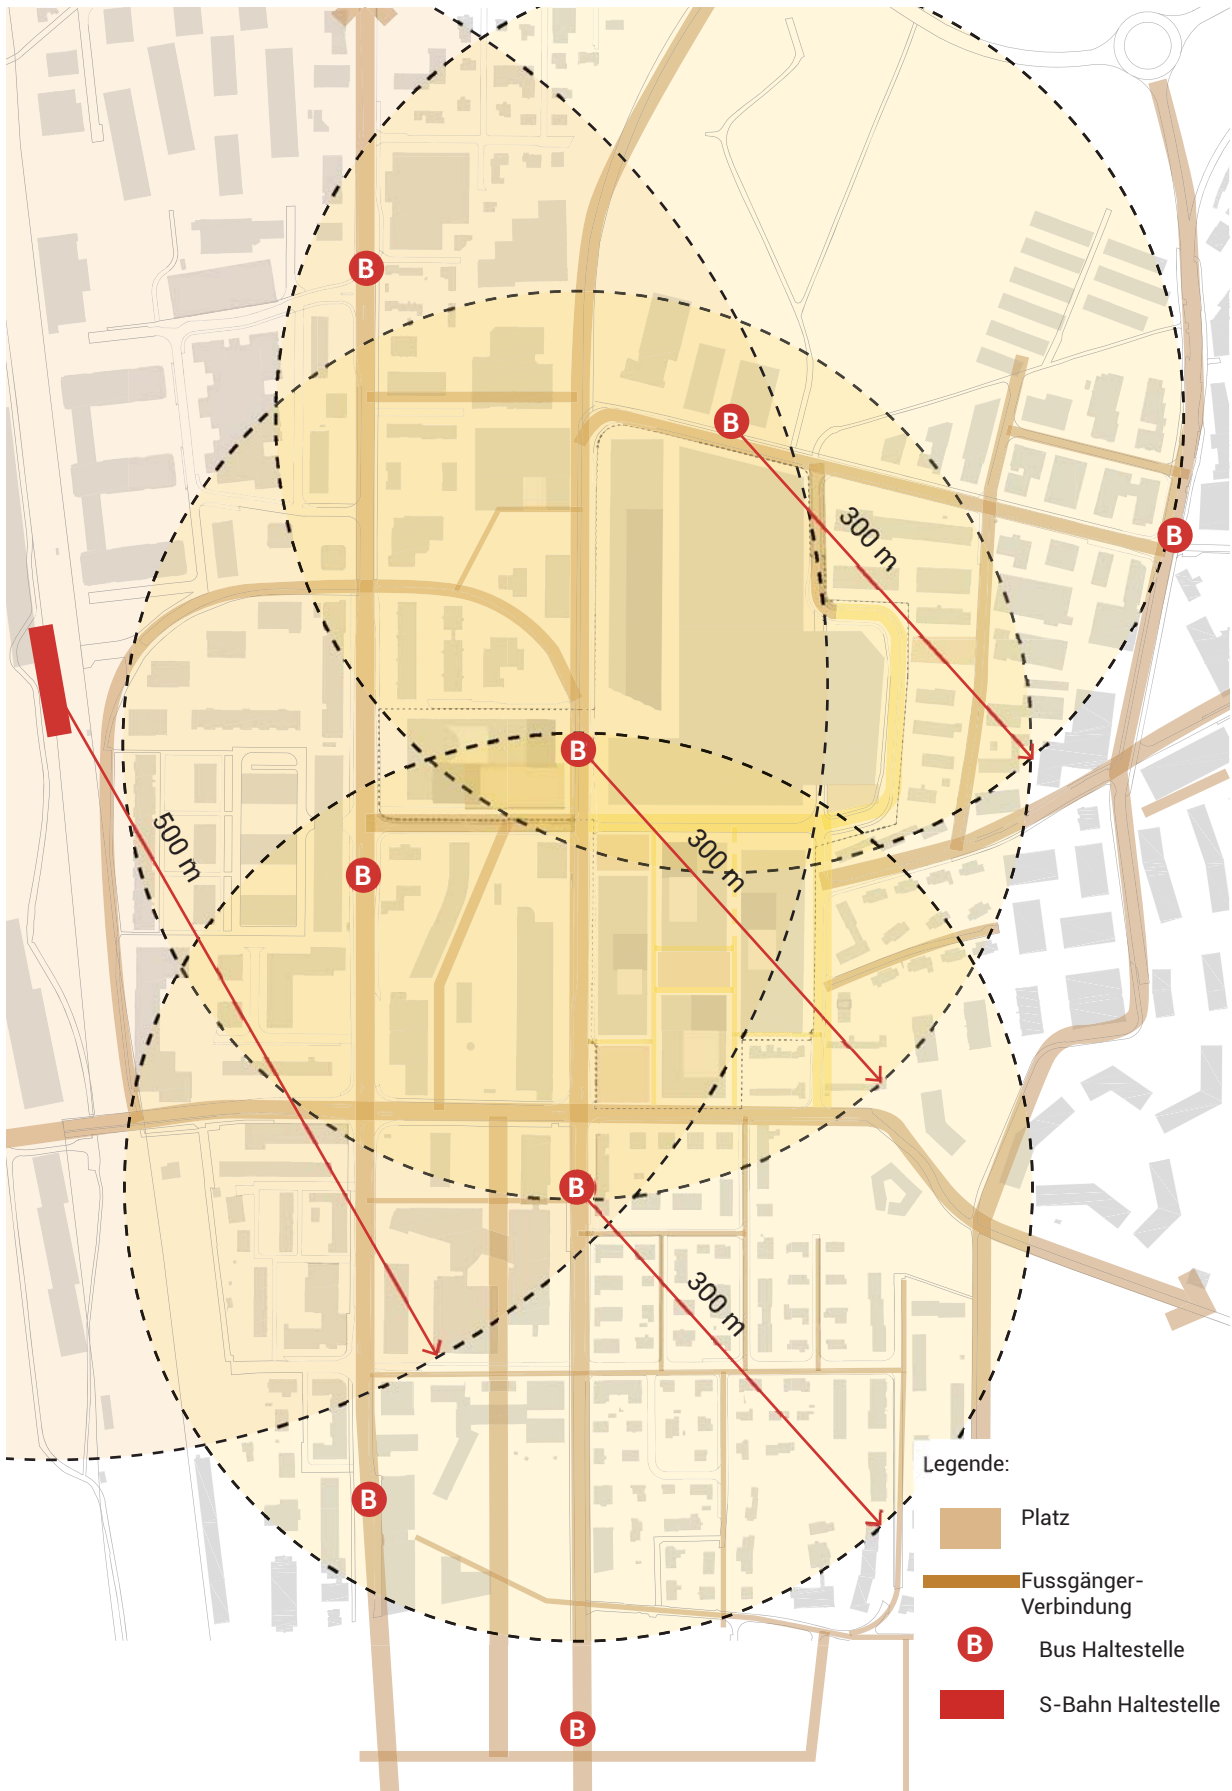 B
B
B
300 m
B
500 m
B
300 m
B
300 m
B
B
Legende:
Platz
Fussgänger-
Verbindung
B Bus Haltestelle
S-Bahn Haltestelle